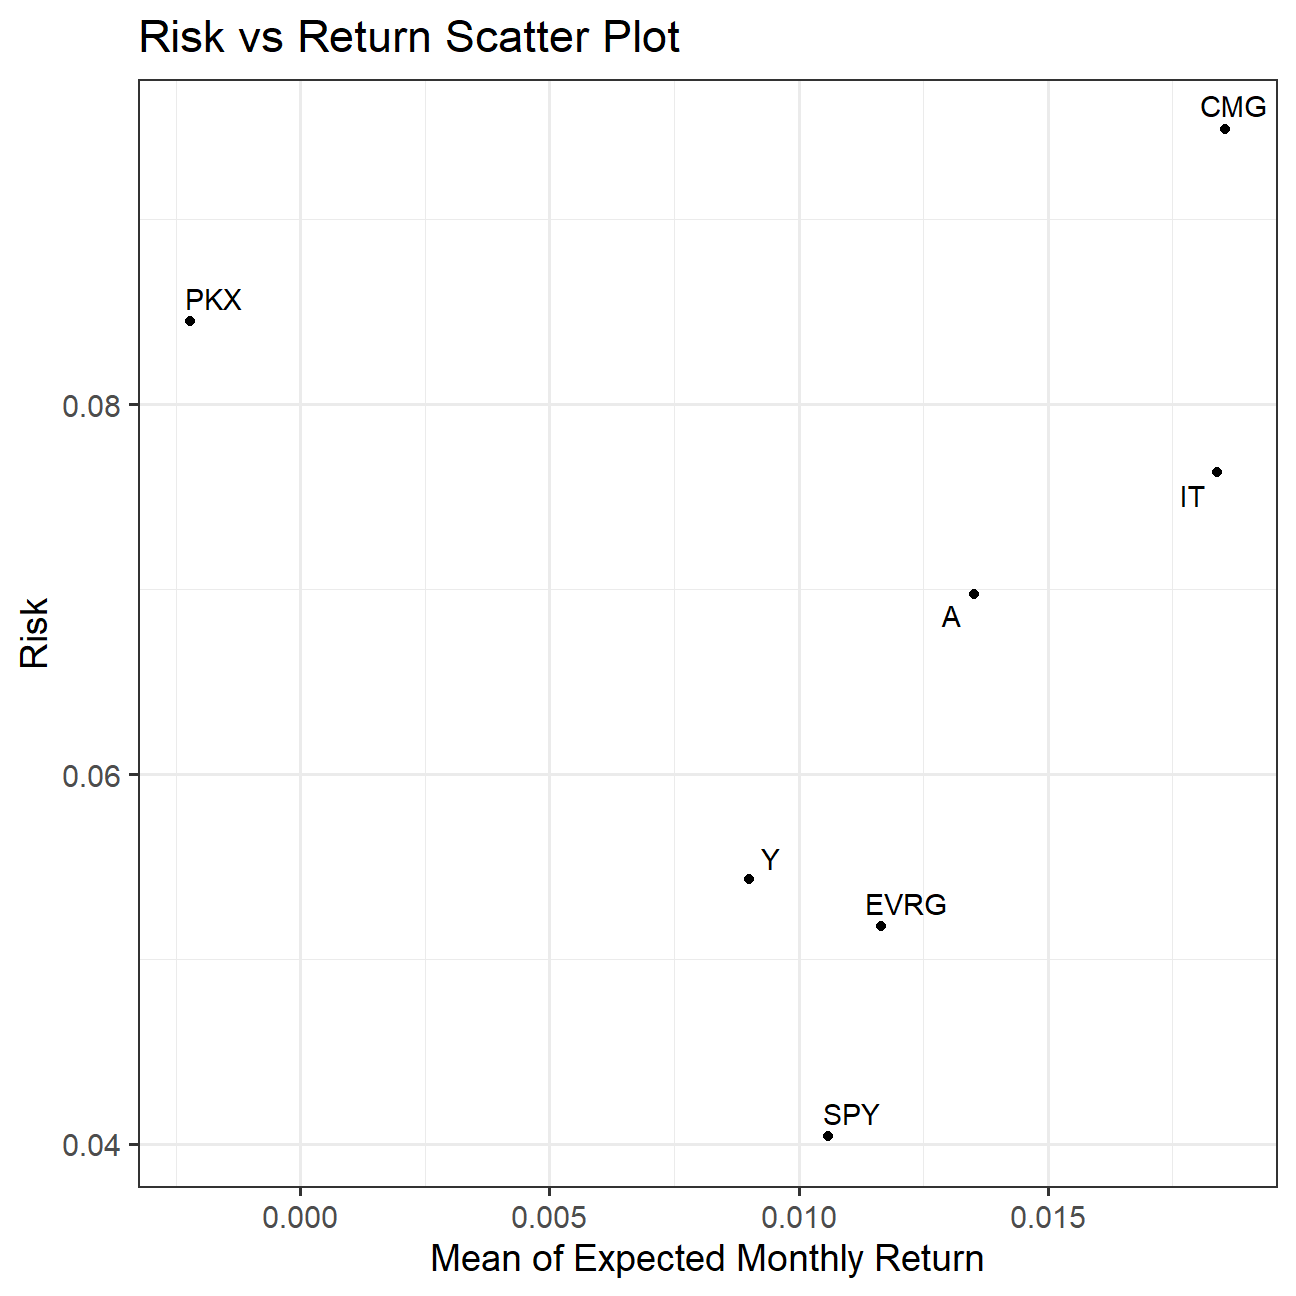 Risk vs Return Scatter Plot
CMG
PKX
0.08
IT
A
Risk
0.06
Y
EVRG
SPY
0.04
0.000 0.005 0.010 0.015
Mean of Expected Monthly Return